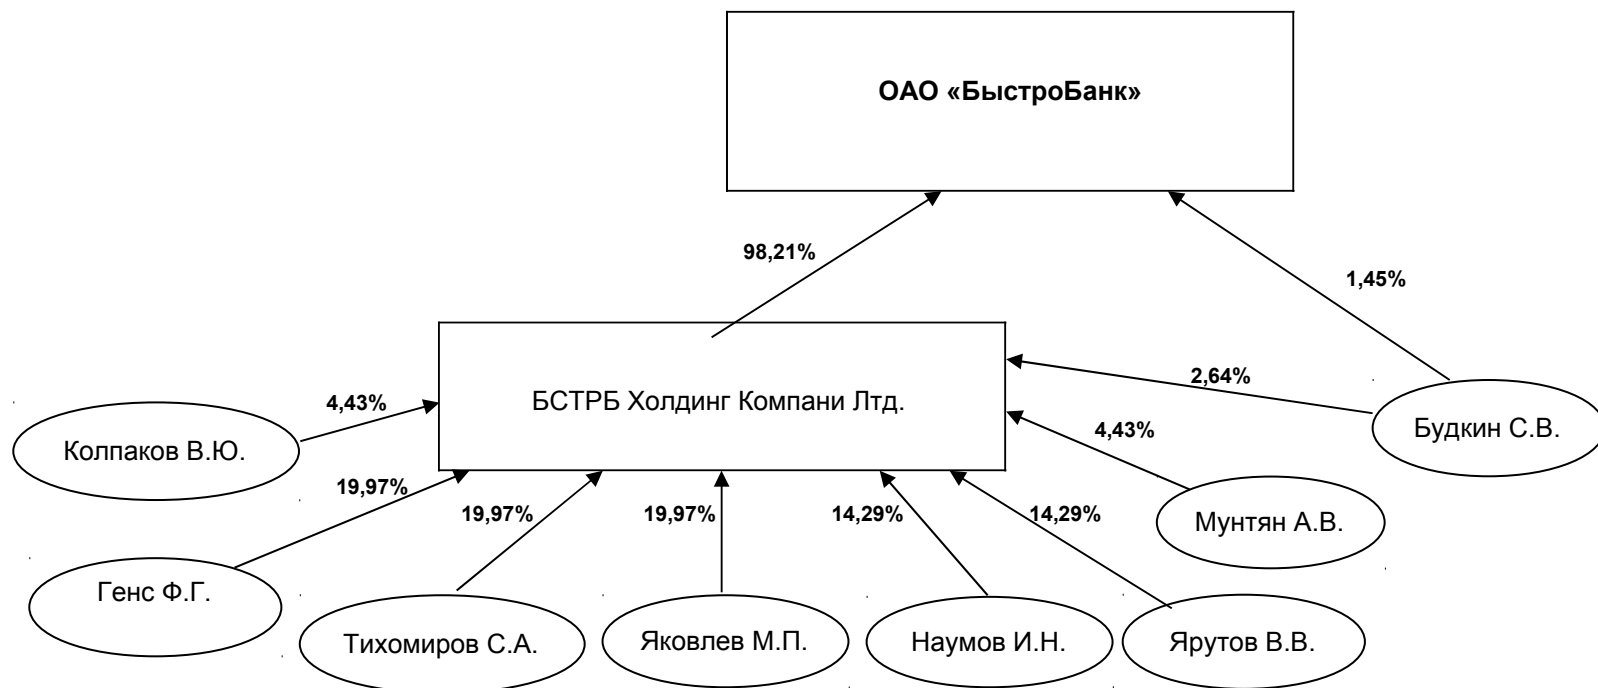 ОАО «БыстроБанк»
98,21%
1,45%
2,64%
БСТРБ Холдинг Компани Лтд.
4,43%
Будкин С.В.
4,43%
Колпаков В.Ю.
19,97%
19,97%
19,97%
14,29%
14,29%
Мунтян А.В.
Генс Ф.Г.
Тихомиров С.А.
Яковлев М.П.
Наумов И.Н.
Ярутов В.В.